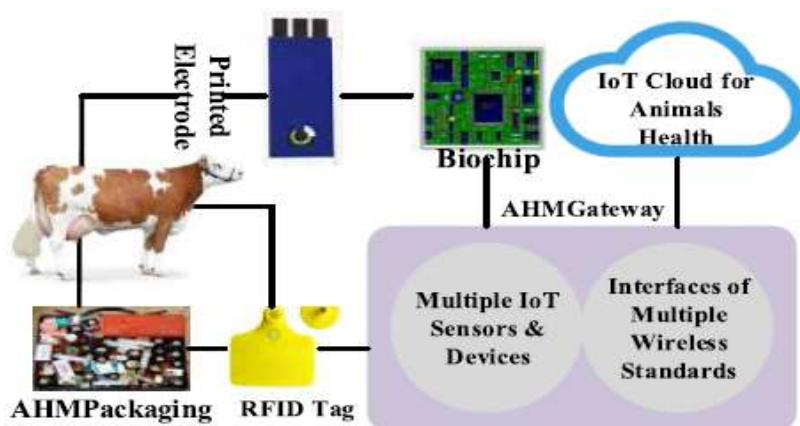 Printed
Electrode
Biochip
IoT Cloud for
Animals
Health
AHMGateway
Multiple IoT
Sensors &
Devices
Interfaces of
Multiple
Wireless
Standards
AHMPackaging
RFID Tag